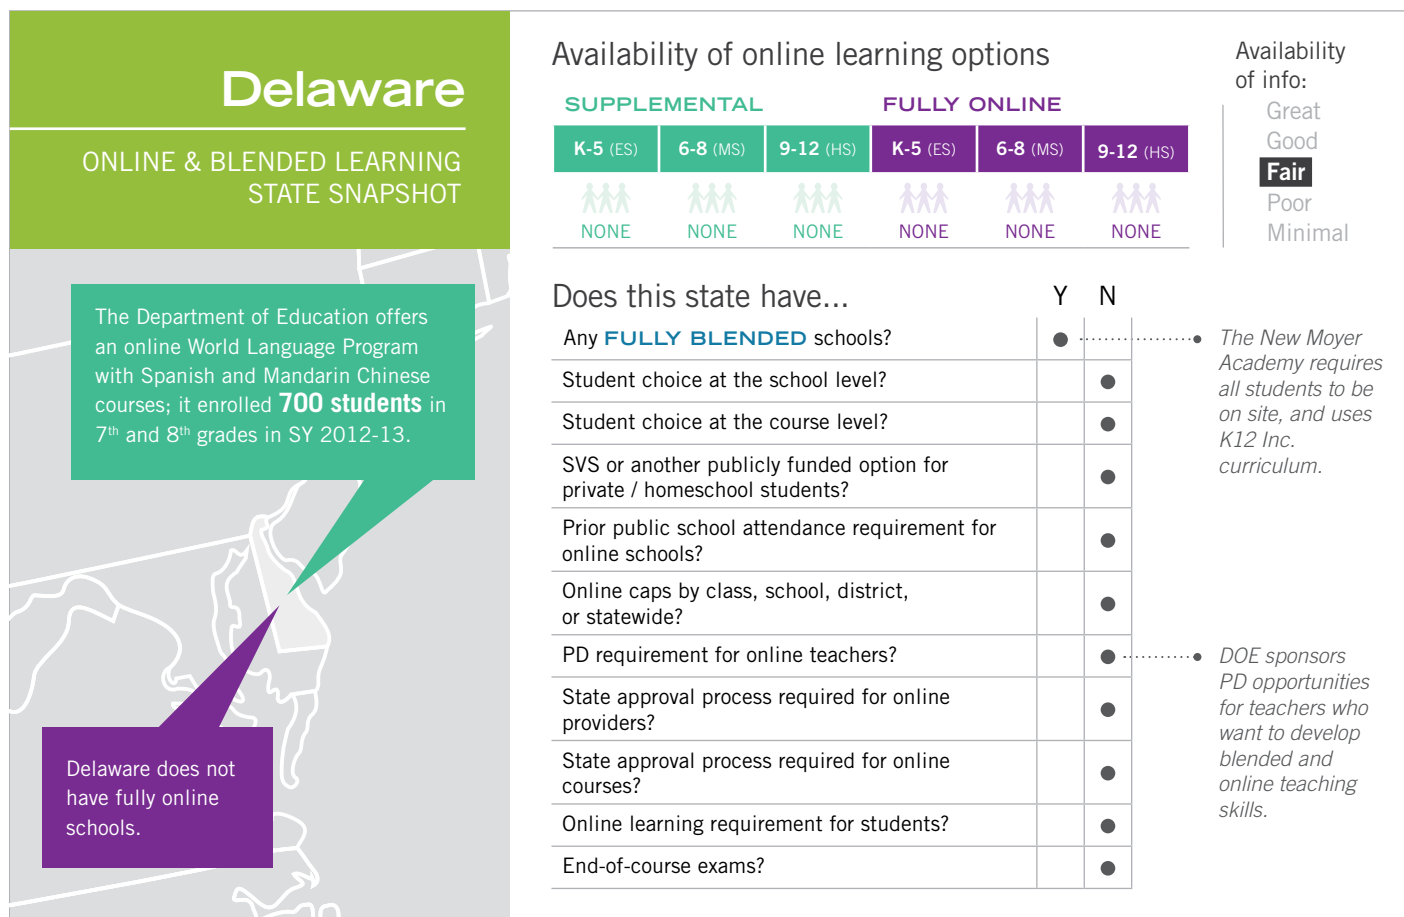 Delaware
ONLINE & BLENDED LEARNING
STATE SNAPSHOT
The Department of Education offers
an online World Language Program
with Spanish and Mandarin Chinese
courses; it enrolled 700 students in
7th and 8th grades in SY 2012-13.
Delaware does not
have fully online
schools.
Availability of online learning options
SUPPLEMENTAL FULLY ONLINE
K-5 (ES) 6-8 (MS) 9-12 (HS) K-5 (ES) 6-8 (MS) 9-12 (HS)
NONE NONE NONE NONE NONE NONE
Availability
of info:
Great
Good
Fair
Poor
Minimal
Does this state have... Y N
Any FULLY BLENDED schools?
Student choice at the school level?
Student choice at the course level?
SVS or another publicly funded option for
private / homeschool students?
Prior public school attendance requirement for
online schools?
Online caps by class, school, district,
or statewide?
PD requirement for online teachers?
State approval process required for online
providers?
State approval process required for online
courses?
Online learning requirement for students?
End-of-course exams?
The New Moyer
Academy requires
all students to be
on site, and uses
K12 Inc.
curriculum.
DOE sponsors
PD opportunities
for teachers who
want to develop
blended and
online teaching
skills.